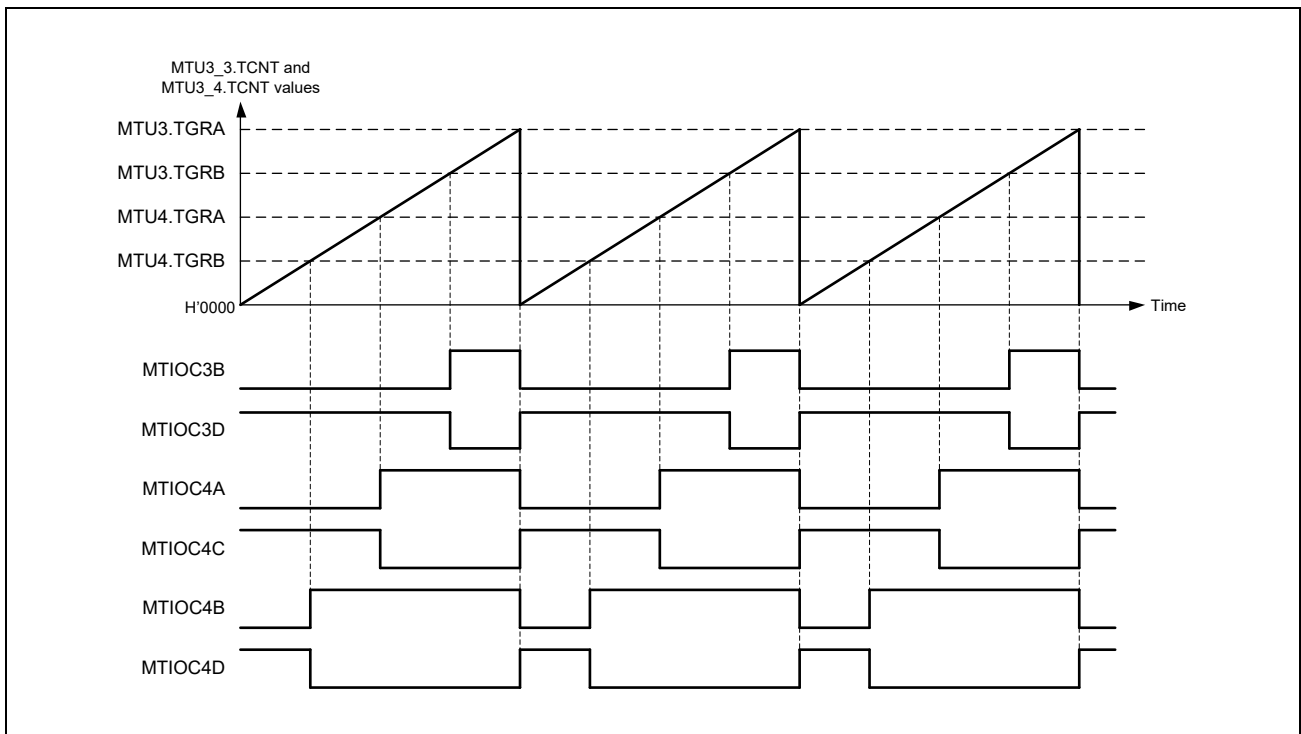 MTU3_3.TCNT and
MTU3_4.TCNT values
MTU3.TGRA
MTU3.TGRB
MTU4.TGRA
MTU4.TGRB
H'0000
Time
MTIOC3B
MTIOC3D
MTIOC4A
MTIOC4C
MTIOC4B
MTIOC4D